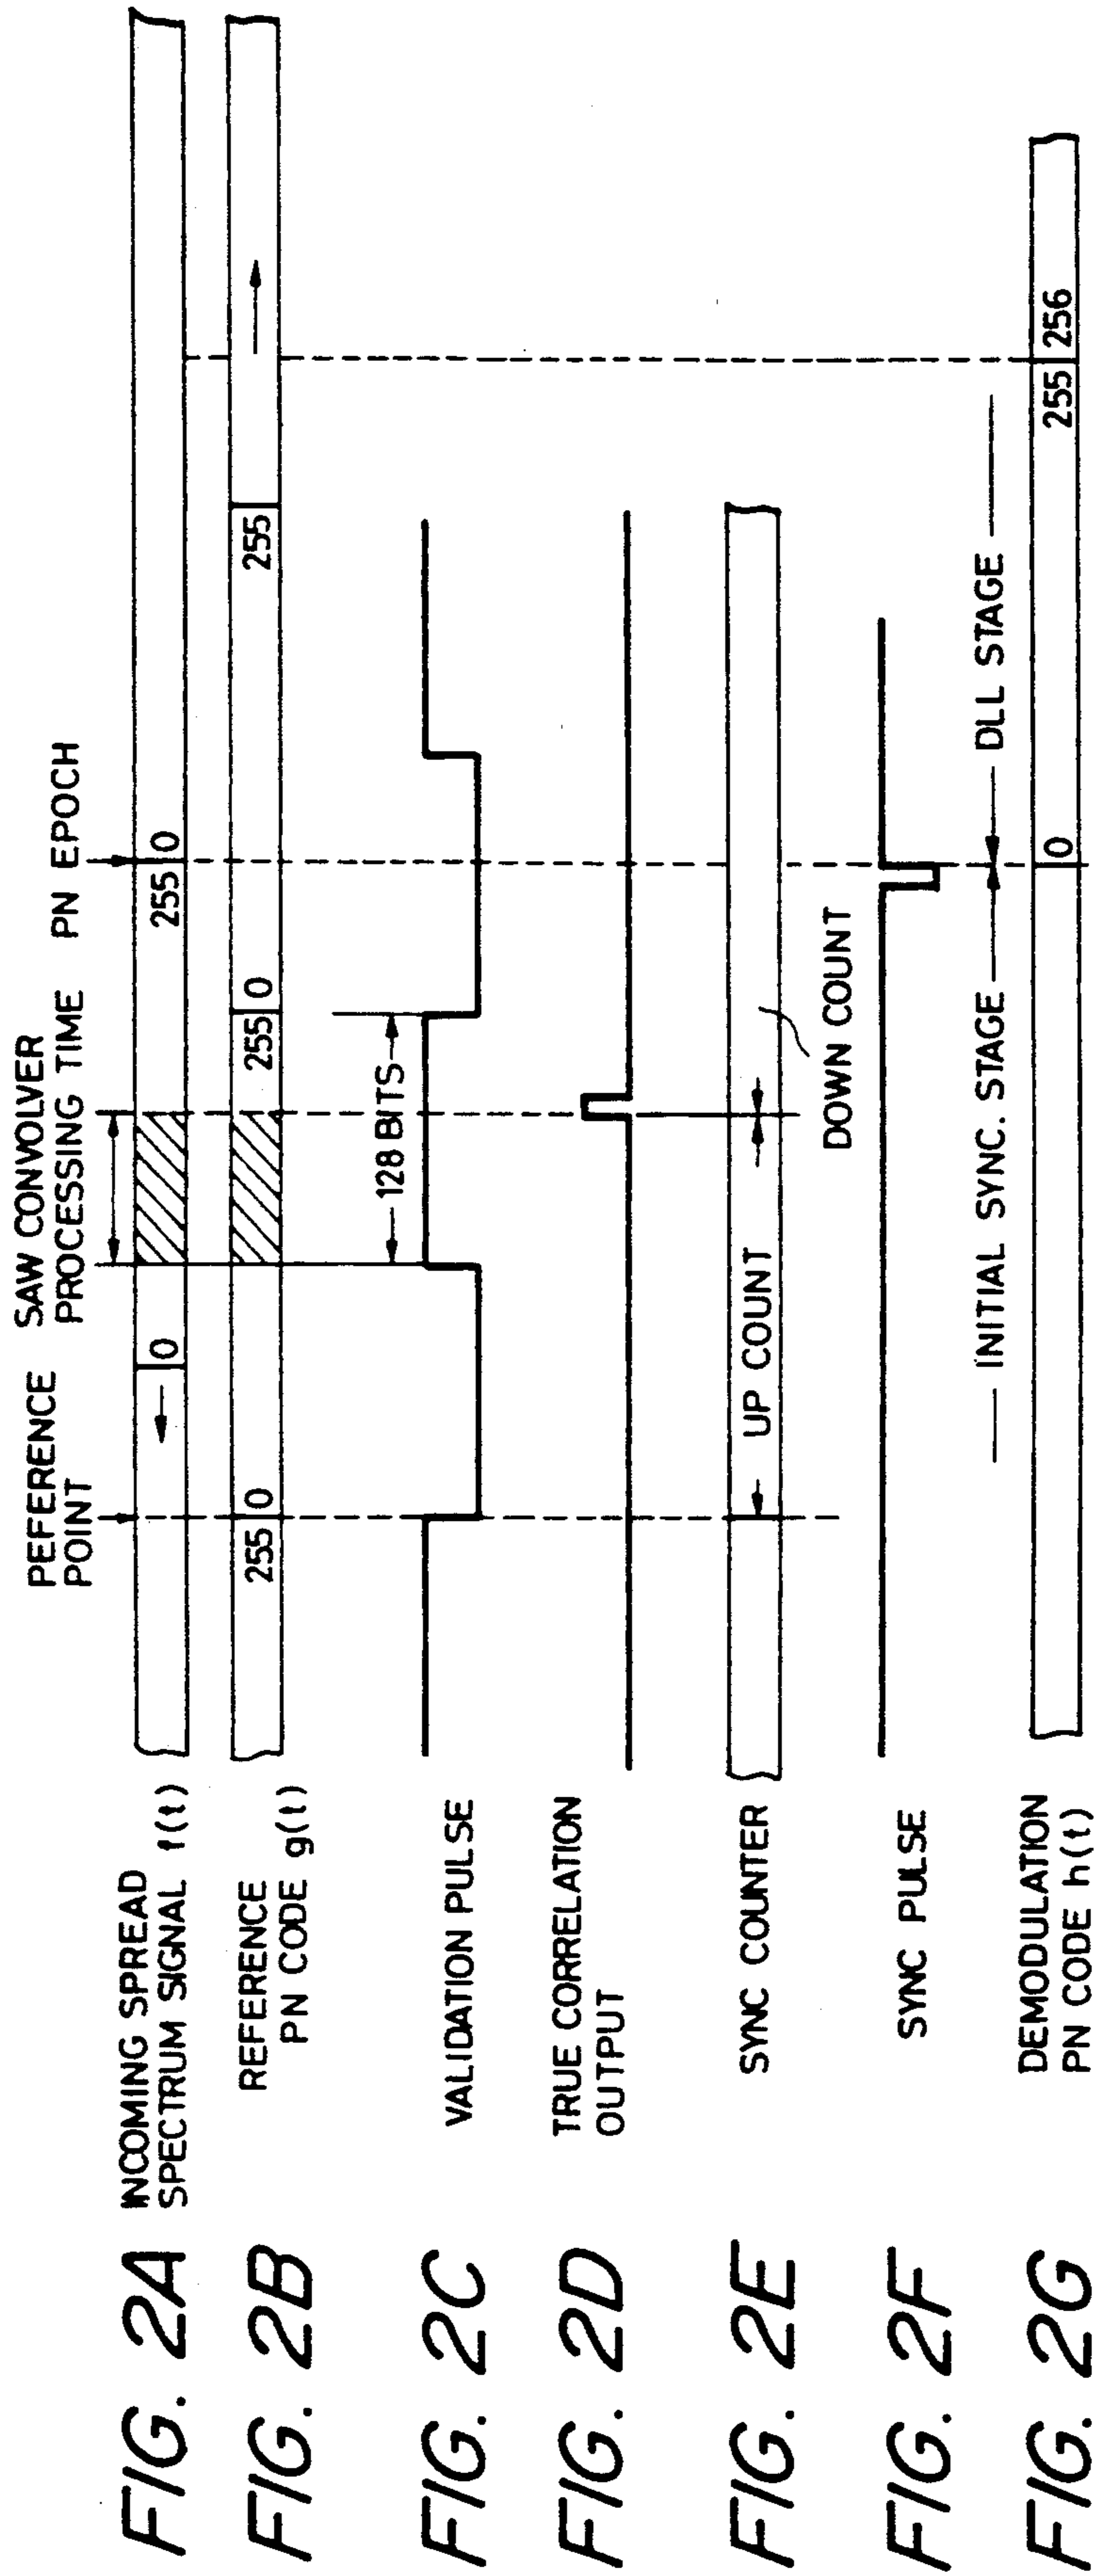 PEFERENCE
POINT
SAW CONVOLVER
PROCESSING TIME
PN EPOCH
FIG. 2A
INCOMING SPREAD
SPECTRUM SIGNAL f(t)
0
255 0
FIG. 2B
REFERENCE
PN CODE g(t)
255 0
255 0
255
FIG. 2C
VALIDATION PULSE
128 BITS
FIG. 2D
TRUE CORRELATION
OUTPUT
FIG. 2E
SYNC COUNTER
UP COUNT
DOWN COUNT
FIG. 2F
SYNC PULSE
INITIAL SYNC. STAGE
DLL STAGE
FIG. 2G
DEMODULATION
PN CODE h(t)
0
255 256